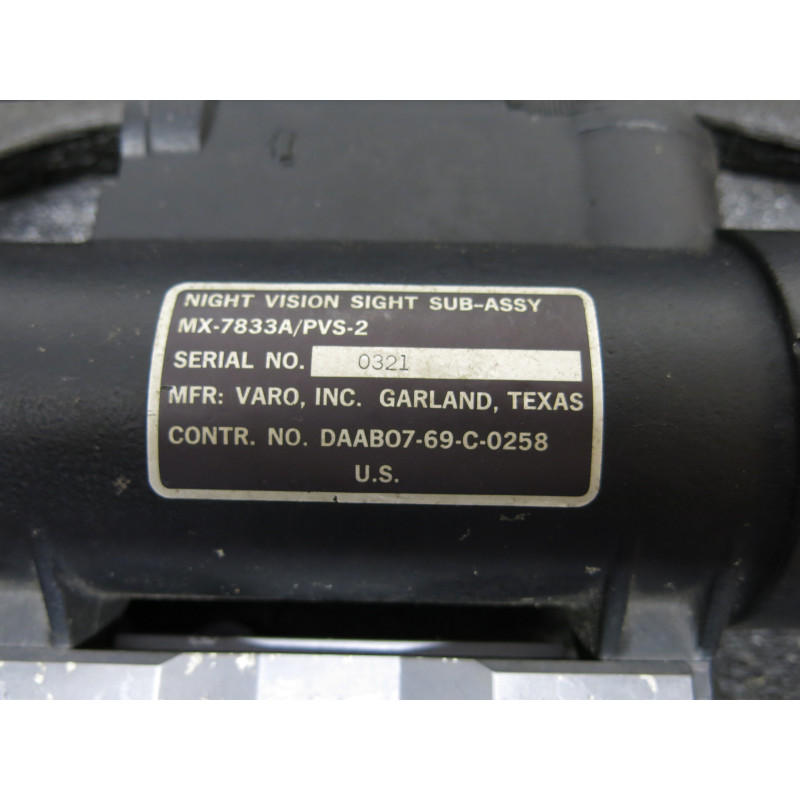 NIGHT VISION SIGHT SUB-ASSY
MX-7833A/PVS-2
SERIAL NO. 0321
MFR: VARO, INC. GARLAND, TEXAS
CONTR. NO. DAAB07-69-C-0258
U.S.